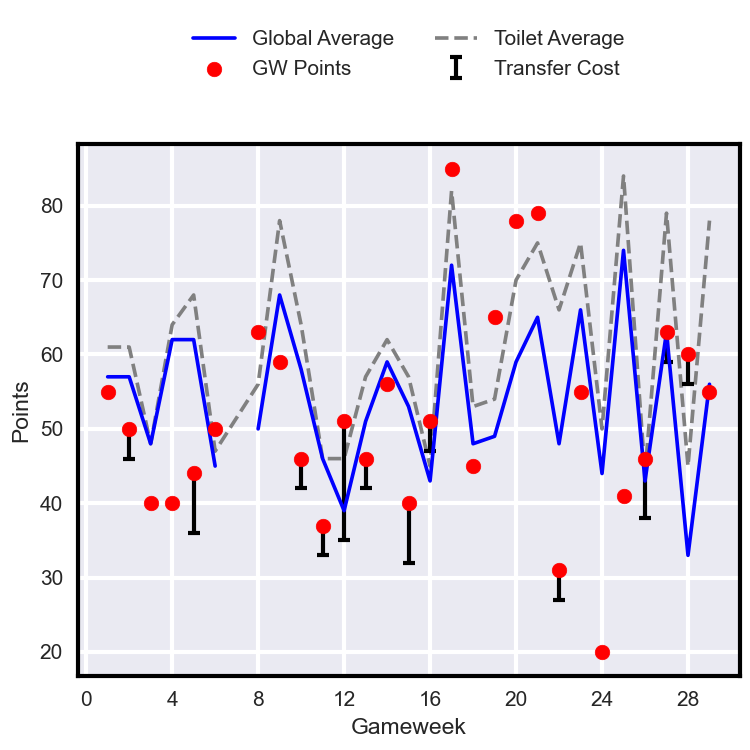 Global Average
GW Points
Toilet Average
Transfer Cost
80
70
60
50
40
30
20
Points
0 4 8 12 16 20 24 28
Gameweek